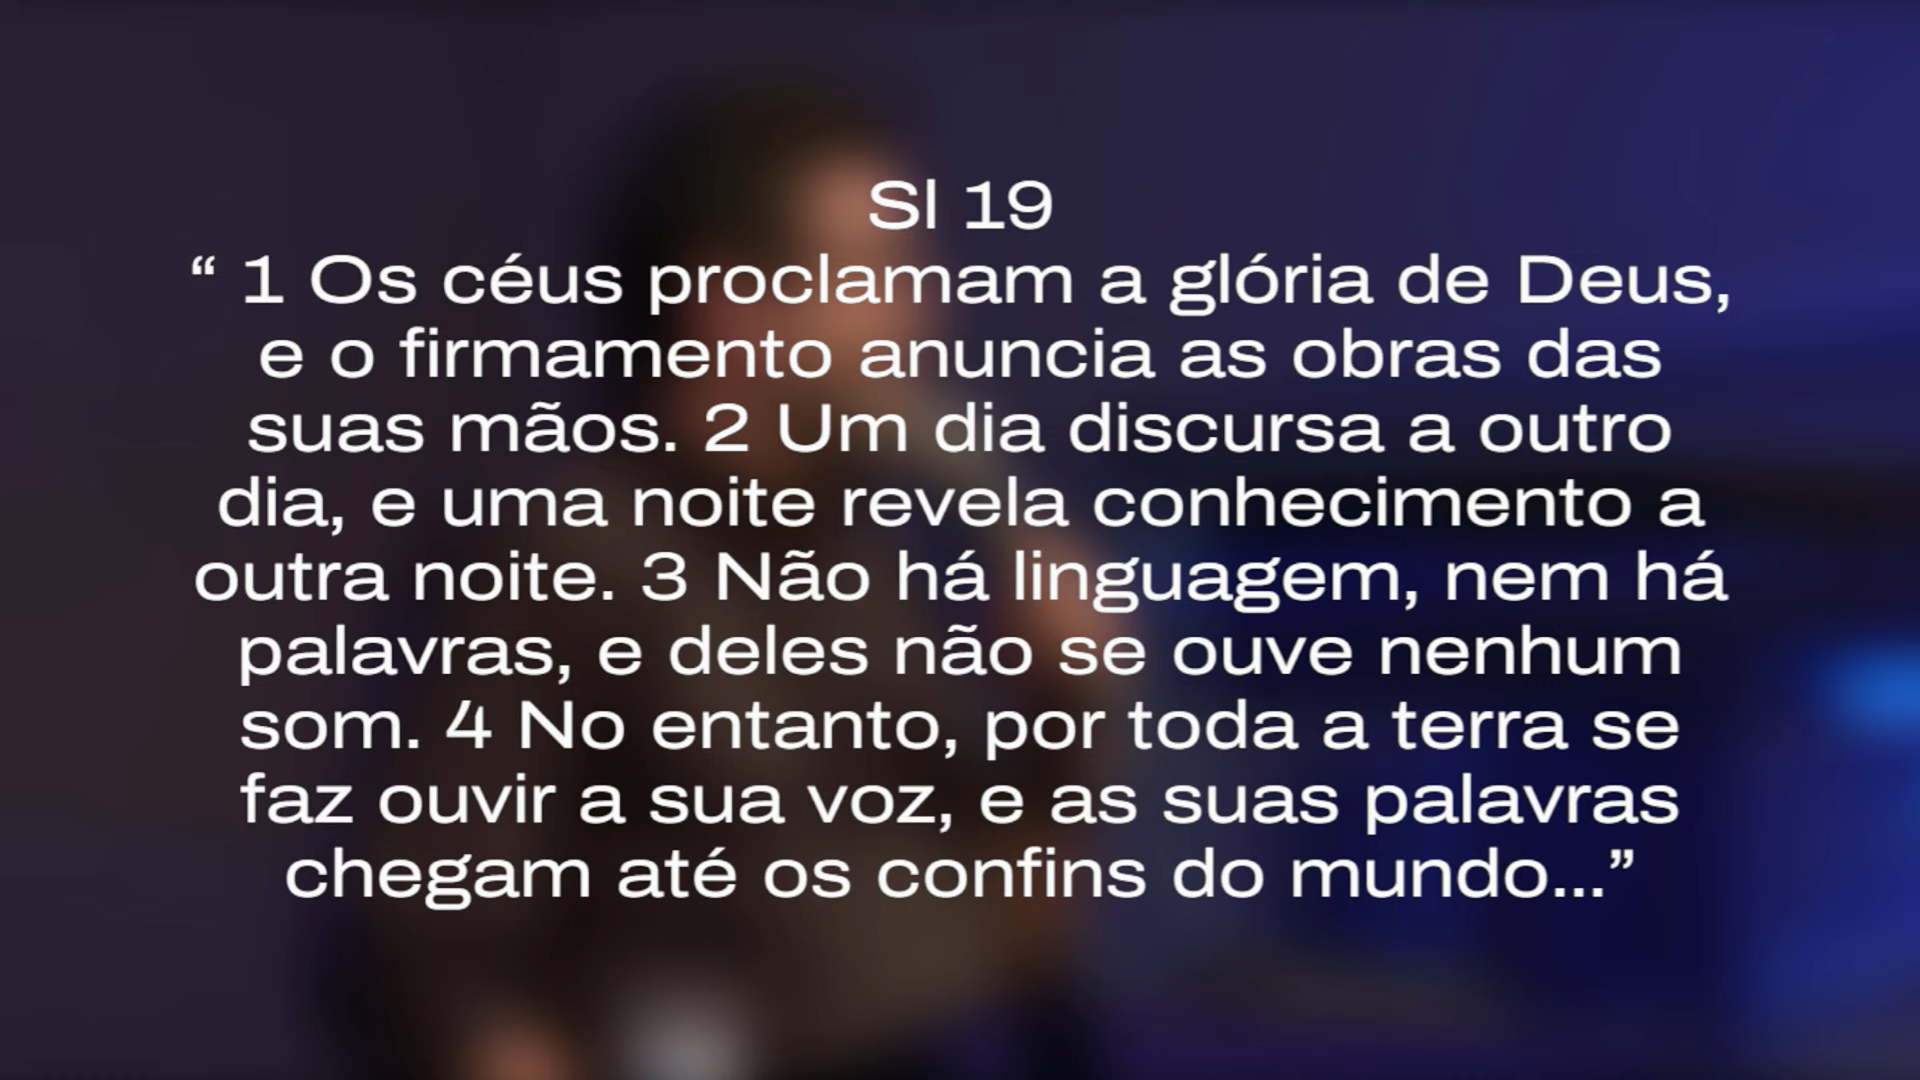 Sl 19
“ 1 Os céus proclamam a glória de Deus,
e o firmamento anuncia as obras das
suas mãos. 2 Um dia discursa a outro
dia, e uma noite revela conhecimento a
outra noite. 3 Não há linguagem, nem há
palavras, e deles não se ouve nenhum
som. 4 No entanto, por toda a terra se
faz ouvir a sua voz, e as suas palavras
chegam até os confins do mundo...”